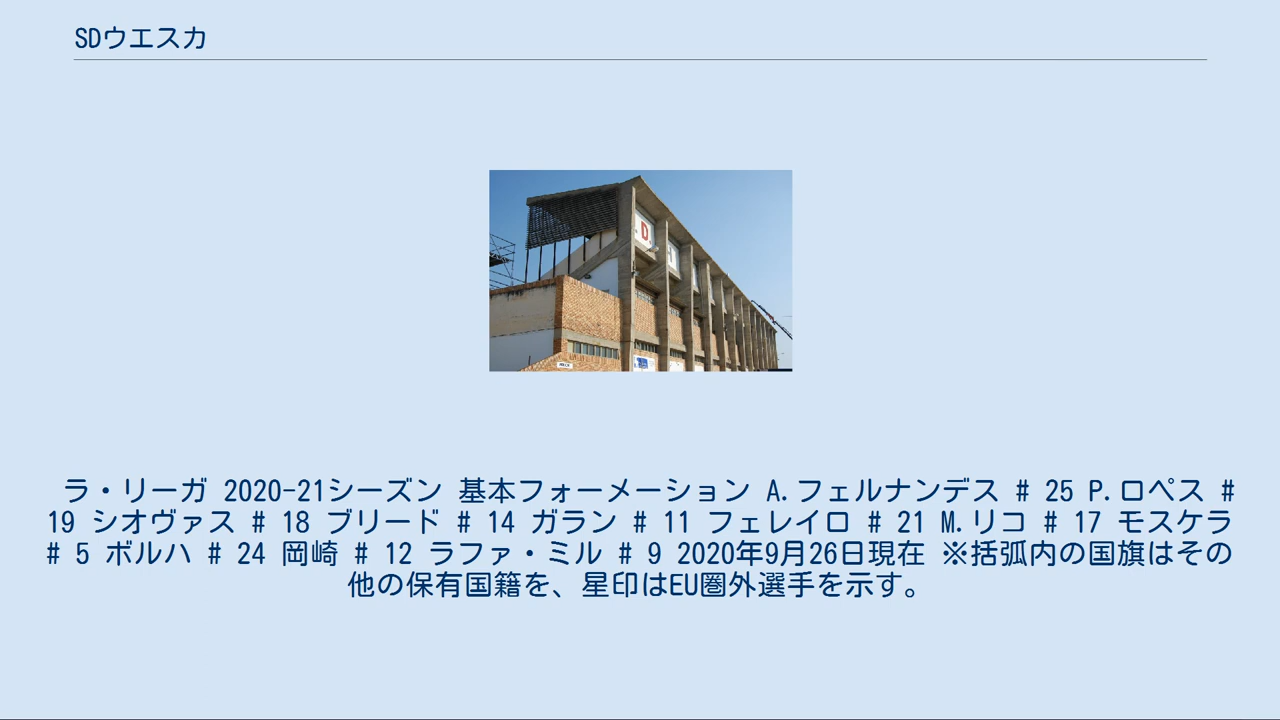 SDウエスカ
D
ラ・リーガ 2020-21シーズン 基本フォーメーション A.フェルナンデス # 25 P.ロペス #
19 シオヴァス # 18 ブリード # 14 ガラン # 11 フェレイロ # 21 M.リコ # 17 モスケラ
# 5 ボルハ # 24 岡崎 # 12 ラファ・ミル # 9 2020年9月26日現在 ※括弧内の国旗はその
他の保有国籍を、星印はEU圏外選手を示す。